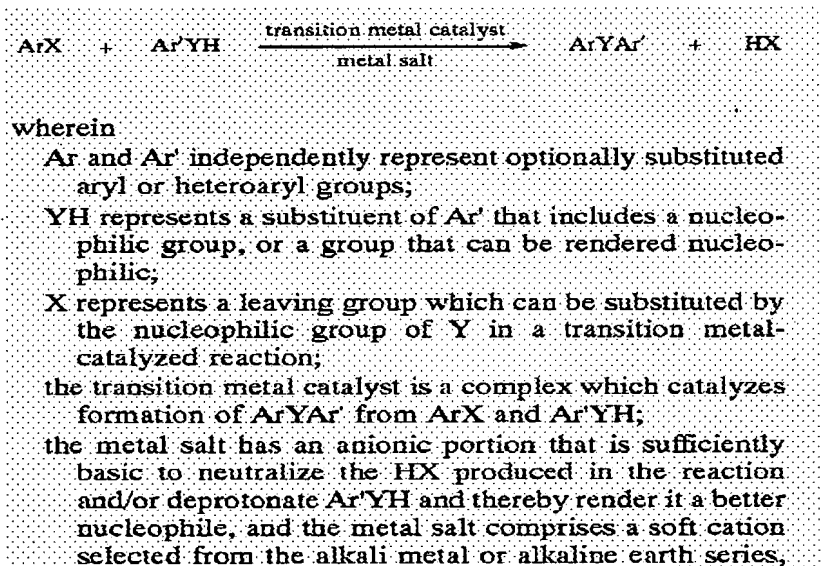 transition metal catalyst
ArX + Ar'YH ArYAr' + HX
metal salt
wherein
Ar and Ar' independently represent optionally substituted
aryl or heteroaryl groups;
YH represents a substituent of Ar' that includes a nucleo-
philic group, or a group that can be rendered nucleo-
philic;
X represents a leaving group which can be substituted by
the nucleophilic group of Y in a transition metal-
catalyzed reaction;
the transition metal catalyst is a complex which catalyzes
formation of ArYAr' from ArX and Ar'YH;
the metal salt has an anionic portion that is sufficiently
basic to neutralize the HX produced in the reaction
and/or deprotonate Ar'YH and thereby render it a better
nucleophile, and the metal salt comprises a soft cation
selected from the alkali metal or alkaline earth series,